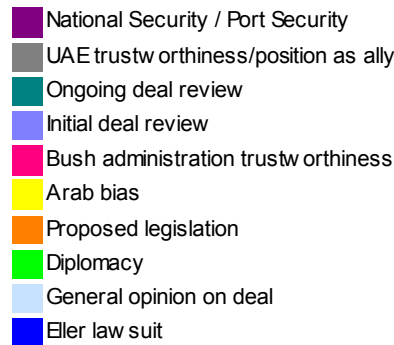 National Security / Port Security
UAE trustw orthiness/position as ally
Ongoing deal review
Initial deal review
Bush administration trustw orthiness
Arab bias
Proposed legislation
Diplomacy
General opinion on deal
Eller law suit